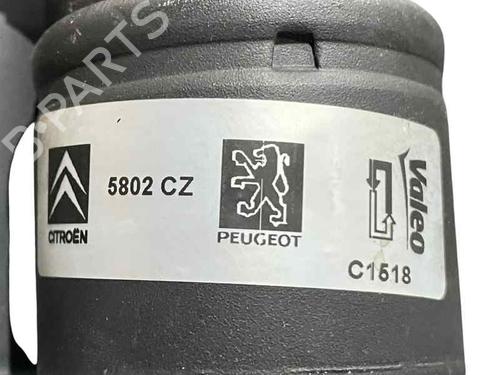 B-PARTS
CITROËN
5802 CZ
PEUGEOT
Valeo
C1518